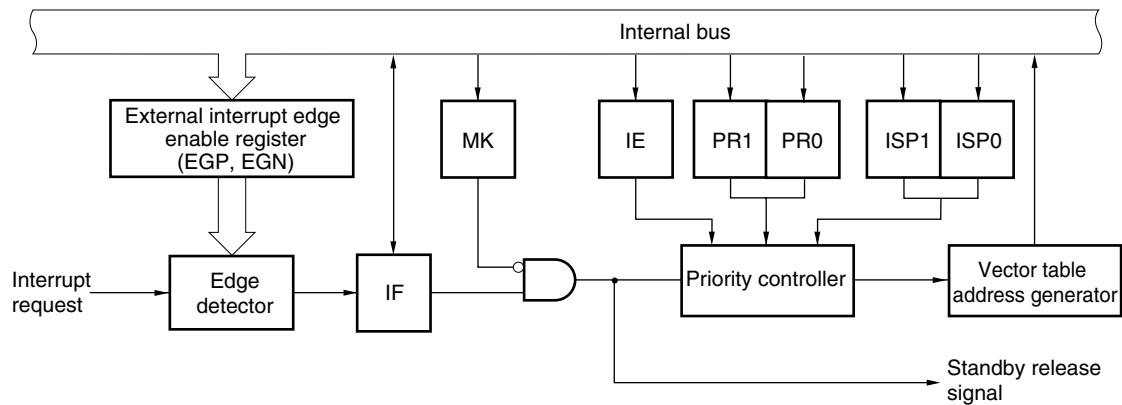 Internal bus
External interrupt edge
enable register
(EGP, EGN)
MK
IE
PR1
PR0
ISP1
ISP0
Interrupt
request
Edge
detector
IF
Priority controller
Vector table
address generator
Standby release
signal